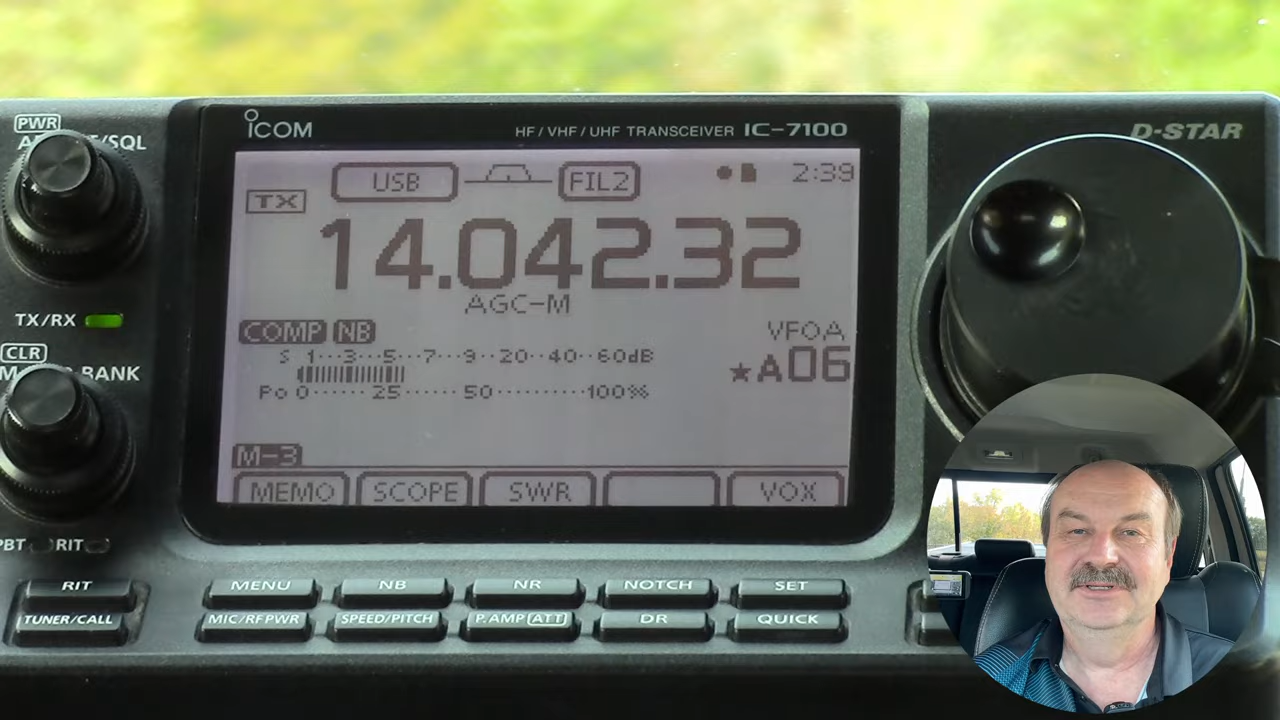 ICOM
HF/VHF/UHF TRANSCEIVER IC-7100
D-STAR
PWR
/SQL
USB
FIL2
2:39
TX
14.042.32
AGC-M
TX/RX
COMP NB
VFOA
S 1···3···5···7···9··20··40··60dB
★A06
CLR
BANK
Po 0······25······50··········100%
M-3
MEMO SCOPE SWR VOX
PBT RIT
RIT MENU NB NR NOTCH SET
TUNER/CALL MIC/RF PWR SPEED/PITCH P.AMP ATT DR QUICK